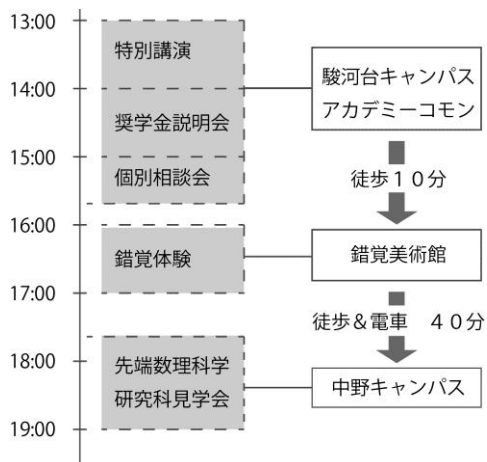 13:00
特別講演
14:00
奨学金説明会
15:00
個別相談会
16:00
錯覚体験
17:00
18:00
先端数理科学
研究科見学会
19:00
駿河台キャンパス
アカデミーコモン
徒歩１０分
錯覚美術館
徒歩＆電車　４０分
中野キャンパス